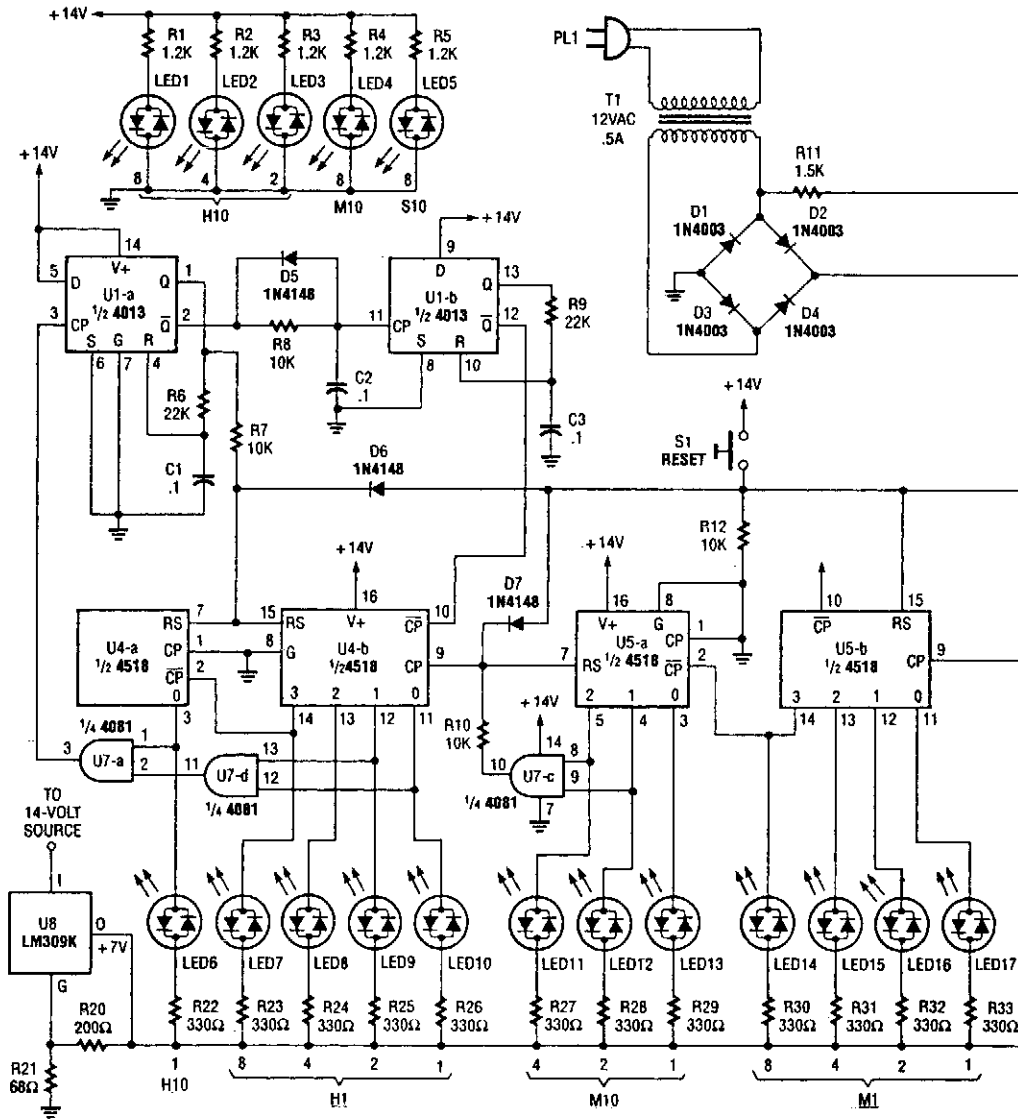 +14V
R1
1.2K
R2
1.2K
R3
1.2K
R4
1.2K
R5
1.2K
LED1
LED2
LED3
LED4
LED5
8
4
2
8
8
H10
M10
S10
PL1
T1
12VAC
.5A
R11
1.5K
D1
1N4003
D2
1N4003
D3
1N4003
D4
1N4003
+14V
14
V+
5
D
Q
1
U1-a
1/2 4013
3
CP
Q
2
S
G
R
6
7
4
D5
1N4148
R8
10K
C2
.1
+14V
9
D
Q
13
U1-b
1/2 4013
11
CP
Q
12
S
R
8
10
R9
22K
C3
.1
R6
22K
R7
10K
C1
.1
D6
1N4148
+14V
S1
RESET
R12
10K
7
RS
U4-a
1/2 4518
CP
1
CP
2
0
3
+14V
16
15
RS
V+
CP
10
8
G
U4-b
1/24518
CP
9
3
2
1
0
14
13
12
11
D7
1N4148
R10
10K
+14V
16
8
V+
G
U5-a
1/2 4518
CP
1
7
RS
CP
2
2
1
0
5
4
3
10
15
CP
RS
U5-b
1/2 4518
CP
9
3
2
1
Q
14
13
12
11
1/4 4081
3
U7-a
1
2
11
U7-d
13
12
1/4 4081
+14V
14
10
U7-c
8
9
1/4 4081
7
TO
14-VOLT
SOURCE
I
U8
LM309K
O
+7V
G
R20
200Ω
R21
68Ω
LED6
LED7
LED8
LED9
LED10
LED11
LED12
LED13
LED14
LED15
LED16
LED17
R22
330Ω
R23
330Ω
R24
330Ω
R25
330Ω
R26
330Ω
R27
330Ω
R28
330Ω
R29
330Ω
R30
330Ω
R31
330Ω
R32
330Ω
R33
330Ω
1
8
4
2
1
4
2
1
8
4
2
1
H10
H1
M10
M1